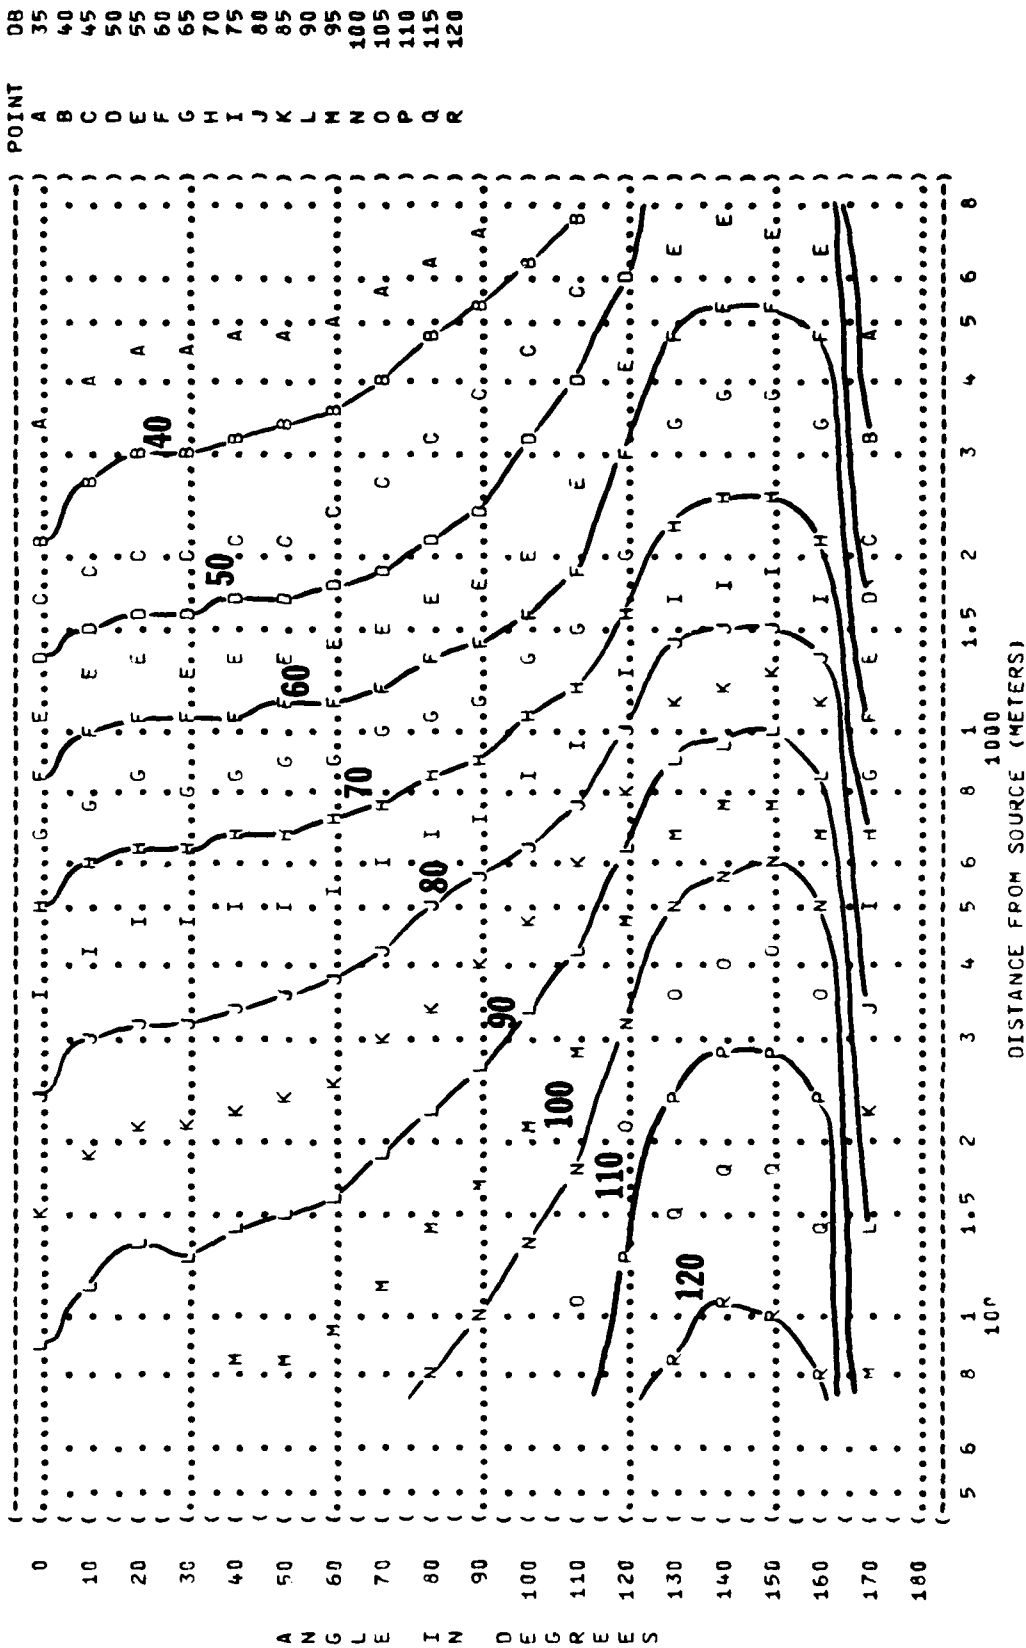 POINT DB
A 35
B 40
C 45
D 50
E 55
F 60
G 65
H 70
I 75
J 80
K 85
L 90
M 95
N 100
O 105
P 110
Q 115
R 120
ANGLE IN DEGREES
0 L K J I H G F E D C B A
10 L K J I H G F E D C B A
20 L K J I H G F E D C B A
30 L K J I H G F E D C B A
40 M L K J I H G F E D C B A
50 M L K J I H G F E D C B A
60 M L K J I H G F E D C B A
70 M L K J I H G F E D C B A
80 N M L K J I H G F E D C B A
90 N M L K J I H G F E D C B A
100 N M L K J I H G F E D C B
110 O N M L K J I H G F E D C B
120 P O N M L K J I H G F E D
130 R Q P O N M L K J I H G F E
140 R Q P O N M L K J I H G E
150 R Q P O N M L K J I H G F E
160 R Q P O N M L K J I H G F E
170 M L K J I H G F E D C B A
180
40
50
60
70
80
90
100
110
120
5 6 8 1 1.5 2 3 4 5 6 8 1 1.5 2 3 4 5 6 8
1000
DISTANCE FROM SOURCE (METERS)